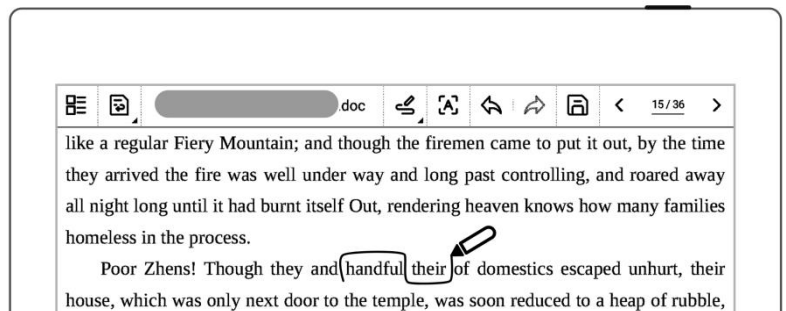 .doc
15/36
like a regular Fiery Mountain; and though the firemen came to put it out, by the time
they arrived the fire was well under way and long past controlling, and roared away
all night long until it had burnt itself Out, rendering heaven knows how many families
homeless in the process.
Poor Zhens! Though they and handful their of domestics escaped unhurt, their
house, which was only next door to the temple, was soon reduced to a heap of rubble,